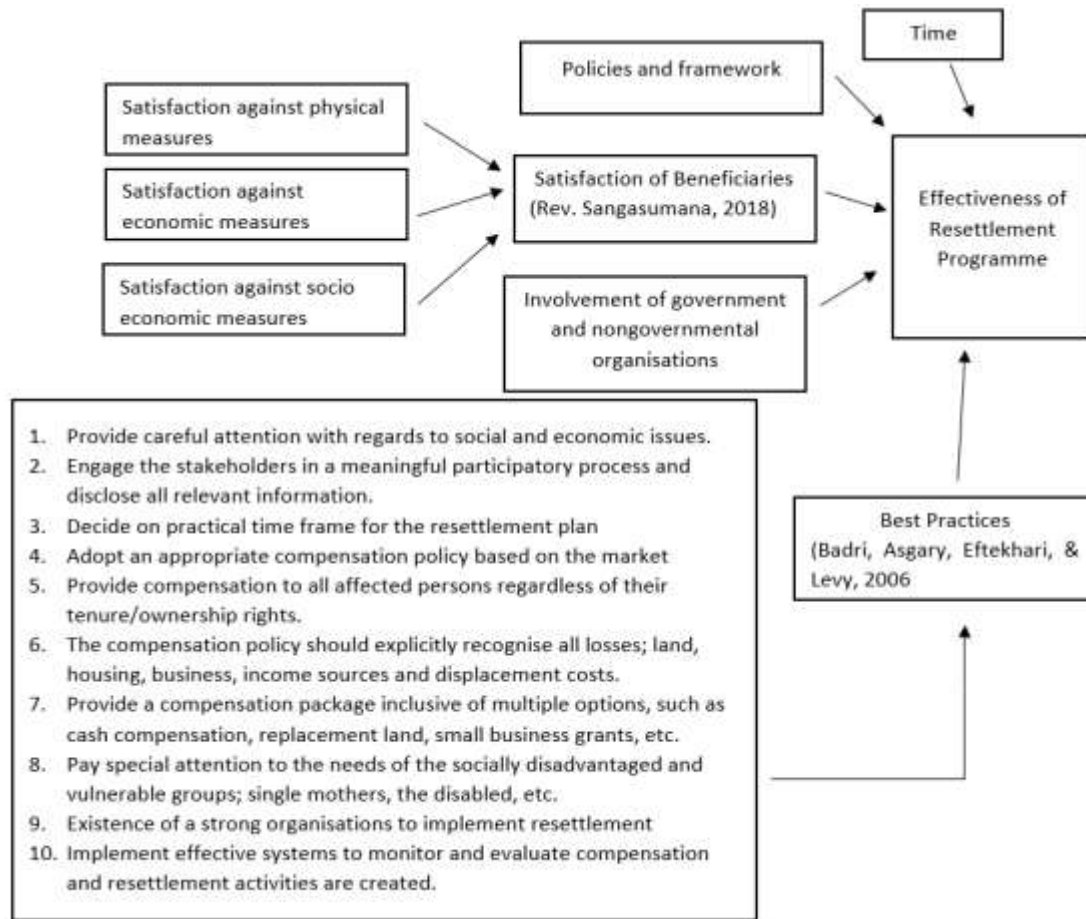 Time
Policies and framework
Satisfaction against physical
measures
Satisfaction against
economic measures
Satisfaction against socio
economic measures
Satisfaction of Beneficiaries
(Rev. Sangasumana, 2018)
Involvement of government
and nongovernmental
organisations
Effectiveness of
Resettlement
Programme
1. Provide careful attention with regards to social and economic issues.
2. Engage the stakeholders in a meaningful participatory process and
disclose all relevant information.
3. Decide on practical time frame for the resettlement plan
4. Adopt an appropriate compensation policy based on the market
5. Provide compensation to all affected persons regardless of their
tenure/ownership rights.
6. The compensation policy should explicitly recognise all losses; land,
housing, business, income sources and displacement costs.
7. Provide a compensation package inclusive of multiple options, such as
cash compensation, replacement land, small business grants, etc.
8. Pay special attention to the needs of the socially disadvantaged and
vulnerable groups; single mothers, the disabled, etc.
9. Existence of a strong organisations to implement resettlement
10. Implement effective systems to monitor and evaluate compensation
and resettlement activities are created.
Best Practices
(Badri, Asgary, Eftekhari, &
Levy, 2006